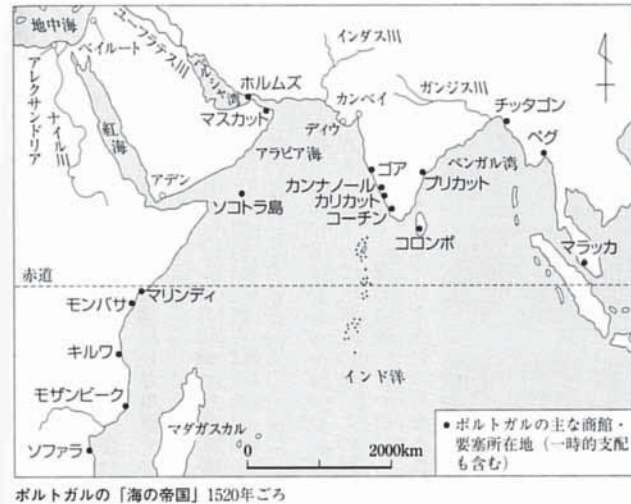 地中海
ベイルート
ユーフラテス川
ペルシャ湾
アレクサンドリア
ナイル川
紅海
アデン
ホルムズ
マスカット
アラビア海
ソコトラ島
インダス川
カンベイ
ディウ
ガンジス川
チッタゴン
ペグ
ゴア
カンナノール
カリカット
コーチン
プリカット
ベンガル湾
コロンボ
マラッカ
赤道
マリンディ
モンバサ
キルワ
モザンビーク
ソファラ
マダガスカル
インド洋
0 2000km
● ポルトガルの主な商館・
要塞所在地(一時的支配
も含む)
ポルトガルの「海の帝国」1520年ごろ